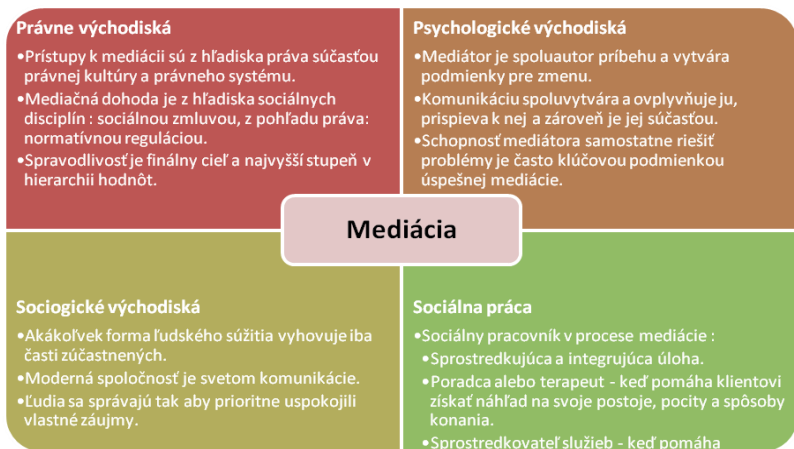 Právne východiská
•Prístupy k mediácii sú z hľadiska práva súčasťou
právnej kultúry a právneho systému.
•Mediačná dohoda je z hľadiska sociálnych
disciplín : sociálnou zmluvou, z pohľadu práva:
normatívnou reguláciou.
•Spravodlivosť je finálny cieľ a najvyšší stupeň v
hierarchii hodnôt.
Psychologické východiská
•Mediátor je spoluautor príbehu a vytvára
podmienky pre zmenu.
•Komunikáciu spoluvytvára a ovplyvňuje ju,
prispieva k nej a zároveň je jej súčasťou.
•Schopnosť mediátora samostatne riešiť
problémy je často kľúčovou podmienkou
úspešnej mediácie.
Mediácia
Sociogické východiská
•Akákoľvek forma ľudského súžitia vyhovuje iba
časti zúčastnených.
•Moderná spoločnosť je svetom komunikácie.
•Ľudia sa správajú tak aby prioritne uspokojili
vlastné záujmy.
Sociálna práca
•Sociálny pracovník v procese mediácie :
•Sprostredkujúca a integrujúca úloha.
•Poradca alebo terapeut - keď pomáha klientovi
získať náhľad na svoje postoje, pocity a spôsoby
konania.
•Sprostredkovateľ služieb - keď pomáha